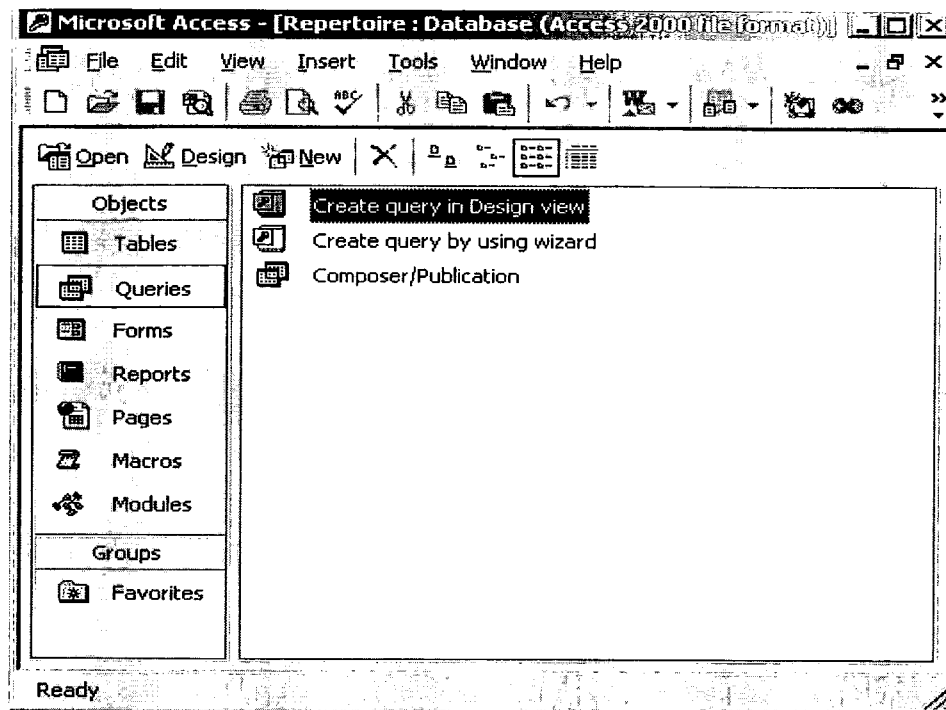 Microsoft Access - [Repertoire : Database (Access 2000 file format)]
File Edit View Insert Tools Window Help
ABC
Open Design New
Objects
Tables
Queries
Forms
Reports
Pages
Macros
Modules
Groups
Favorites
Create query in Design view
Create query by using wizard
Composer/Publication
Ready